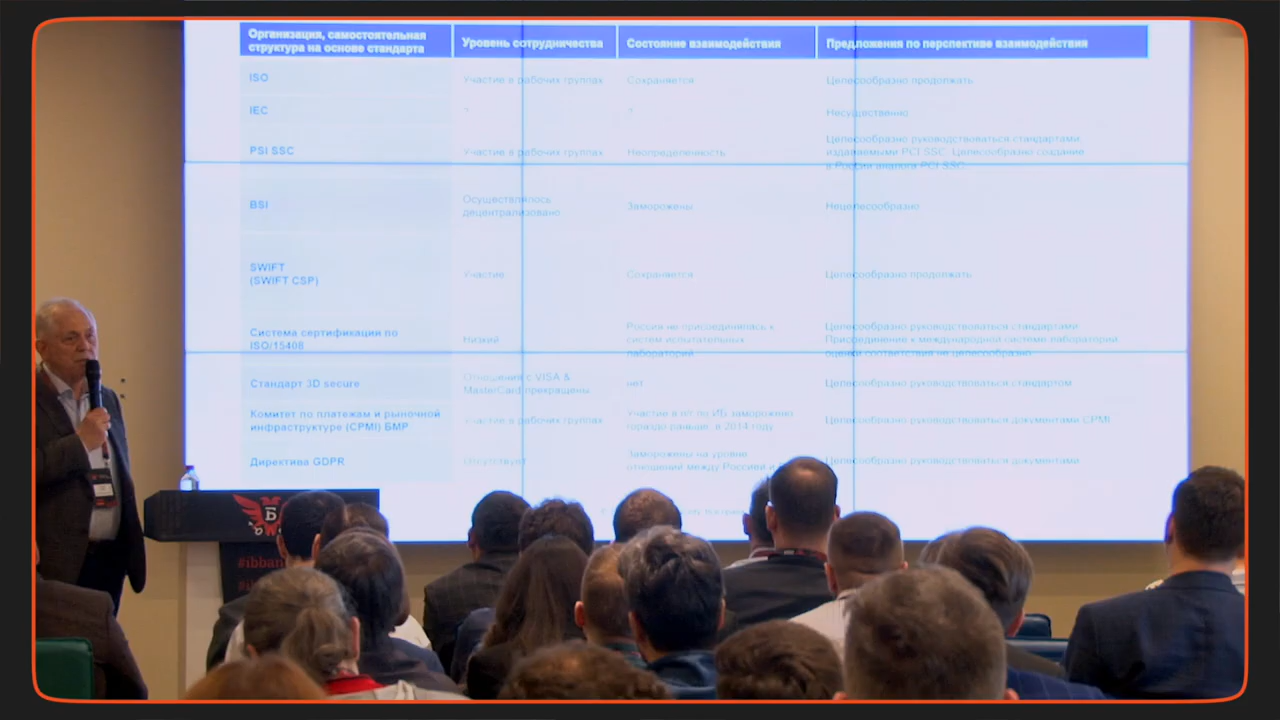 Организация, самостоятельная
структура на основе стандарта
Уровень сотрудничества
Состояние взаимодействия
Предложения по перспективе взаимодействия
ISO
Участие в рабочих группах
Сохраняется
Целесообразно продолжать
IEC
Несущественно
PSI SSC
Участие в рабочих группах
Неопределенность
Целесообразно руководствоваться стандартами,
издаваемыми PCI SSC. Целесообразно создание
в России аналога PCI SSC
BSI
Осуществлялось
децентрализовано
Заморожены
Нецелесообразно
SWIFT
(SWIFT CSP)
Участие
Сохраняется
Целесообразно продолжать
Система сертификации по
ISO/15408
Низкий
Россия не присоединилась к
систем испытательных
лабораторий
Целесообразно руководствоваться стандартами
Присоединение к международной системе лабораторий
оценки соответствия не целесообразно
Стандарт 3D secure
Отношения с VISA &
MasterCard прекращены
нет
Целесообразно руководствоваться стандартом
Комитет по платежам и рыночной
инфраструктуре (CPMI) БМР
Участие в рабочих группах
Участие в по ИБ заморожено
гораздо раньше, в 2014 году
Целесообразно руководствоваться документами CPMI
Директива GDPR
Заморожены на уровне
отношений между Россией и
Целесообразно руководствоваться документами
Б
#ibban